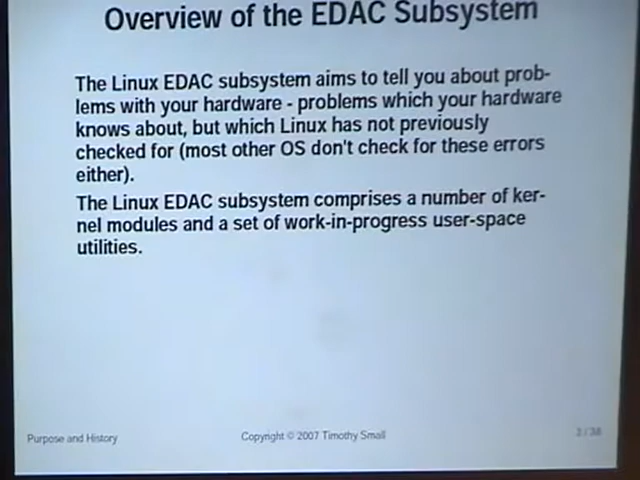 Overview of the EDAC Subsystem
The Linux EDAC subsystem aims to tell you about prob-
lems with your hardware - problems which your hardware
knows about, but which Linux has not previously
checked for (most other OS don't check for these errors
either).
The Linux EDAC subsystem comprises a number of ker-
nel modules and a set of work-in-progress user-space
utilities.
Purpose and History
Copyright © 2007 Timothy Small
2 / 38